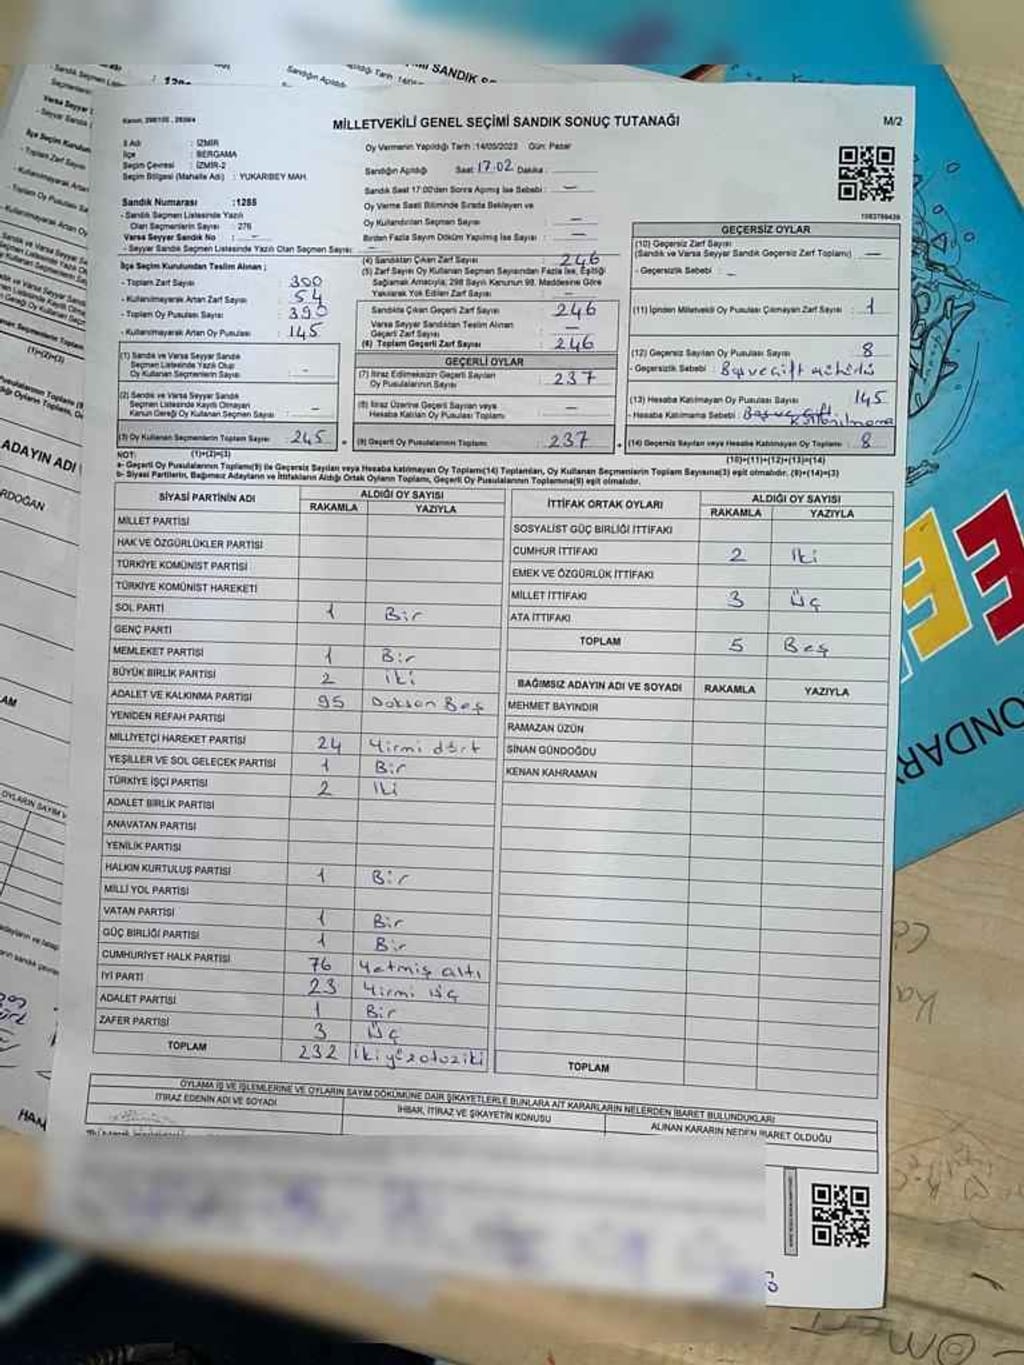 Kanun, 298/105 , 2839/4
MİLLETVEKİLİ GENEL SEÇİMİ SANDIK SONUÇ TUTANAĞI
M/2
İl Adı : İZMİR
İlçe : BERGAMA
Seçim Çevresi : İZMİR-2
Seçim Bölgesi (Mahalle Adı) : YUKARIBEY MAH.
Oy Vermenin Yapıldığı Tarih :14/05/2023 Gün: Pazar
Sandığın Açıldığı Saat 17.02 Dakika :
Sandık Saat 17:00'den Sonra Açılmış İse Sebebi : —
Oy Verme Saati Bitiminde Sırada Bekleyen ve
Oy Kullandırılan Seçmen Sayısı : —
Birden Fazla Sayım Döküm Yapılmış İse Sayısı : —
Sandık Numarası :1285
- Sandık Seçmen Listesinde Yazılı
Olan Seçmenlerin Sayısı : 276
Varsa Seyyar Sandık No : —
- Seyyar Sandık Seçmen Listesinde Yazılı Olan Seçmen Sayısı: —
İlçe Seçim Kurulundan Teslim Alınan ;
- Toplam Zarf Sayısı : 300
- Kullanılmayarak Artan Zarf Sayısı : 54
- Toplam Oy Pusulası Sayısı : 390
- Kullanılmayarak Artan Oy Pusulası : 145
(1) Sandık ve Varsa Seyyar Sandık
Seçmen Listesinde Yazılı Olup
Oy Kullanan Seçmenlerin Sayısı : -
(2) Sandık ve Varsa Seyyar Sandık
Seçmen Listesinde Kayıtlı Olmayan
Kanun Gereği Oy Kullanan Seçmen Sayısı : —
(3) Oy Kullanan Seçmenlerin Toplam Sayısı : 245
(1)+(2)=(3)
(4) Sandıktan Çıkan Zarf Sayısı : 246
(5) Zarf Sayısı Oy Kullanan Seçmen Sayısından Fazla İse, Eşitliği
Sağlamak Amacıyla; 298 Sayılı Kanunun 98. Maddesine Göre
Yakılarak Yok Edilen Zarf Sayısı : —
Sandıkta Çıkan Geçerli Zarf Sayısı : 246
Varsa Seyyar Sandıktan Teslim Alınan
Geçerli Zarf Sayısı : —
(6) Toplam Geçerli Zarf Sayısı : 246
GEÇERLİ OYLAR
(7) İtiraz Edilmeksizin Geçerli Sayılan
Oy Pusulalarının Sayısı : 237
(8) İtiraz Üzerine Geçerli Sayılan veya
Hesaba Katılan Oy Pusulası Toplamı : —
(9) Geçerli Oy Pusulalarının Toplamı : 237
1083789439
GEÇERSİZ OYLAR
(10) Geçersiz Zarf Sayısı
(Sandık ve Varsa Seyyar Sandık Geçersiz Zarf Toplamı) : —
- Geçersizlik Sebebi : -
(11) İçinden Milletvekili Oy Pusulası Çıkmayan Zarf Sayısı : 1
(12) Geçersiz Sayılan Oy Pusulası Sayısı : 8
- Geçersizlik Sebebi : Boş ve çift mühürlü
(13) Hesaba Katılmayan Oy Pusulası Sayısı : 145
- Hesaba Katılmama Sebebi : Boş ve çift Kullanılmama
(14) Geçersiz Sayılan veya Hesaba Katılmayan Oy Toplamı : 8
(10)+(11)+(12)+(13)=(14)
NOT:
a- Geçerli Oy Pusulalarının Toplamı(9) ile Geçersiz Sayılan veya Hesaba katılmayan Oy Toplamı(14) Toplamları, Oy Kullanan Seçmenlerin Toplam Sayısına(3) eşit olmalıdır. (9)+(14)=(3)
b- Siyasi Partilerin, Bağımsız Adayların ve İttifakların Aldığı Ortak Oyların Toplamı, Geçerli Oy Pusulalarının Toplamına(9) eşit olmalıdır.
SİYASİ PARTİNİN ADI ALDIĞI OY SAYISI
RAKAMLA YAZIYLA
MİLLET PARTİSİ
HAK VE ÖZGÜRLÜKLER PARTİSİ
TÜRKİYE KOMÜNİST PARTİSİ
TÜRKİYE KOMÜNİST HAREKETİ
SOL PARTİ 1 Bir
GENÇ PARTİ
MEMLEKET PARTİSİ 1 Bir
BÜYÜK BİRLİK PARTİSİ 2 İki
ADALET VE KALKINMA PARTİSİ 95 Doksan Beş
YENİDEN REFAH PARTİSİ
MİLLİYETÇİ HAREKET PARTİSİ 24 Yirmi dört
YEŞİLLER VE SOL GELECEK PARTİSİ 1 Bir
TÜRKİYE İŞÇİ PARTİSİ 2 İki
ADALET BİRLİK PARTİSİ
ANAVATAN PARTİSİ
YENİLİK PARTİSİ
HALKIN KURTULUŞ PARTİSİ 1 Bir
MİLLİ YOL PARTİSİ
VATAN PARTİSİ 1 Bir
GÜÇ BİRLİĞİ PARTİSİ 1 Bir
CUMHURİYET HALK PARTİSİ 76 Yetmiş altı
İYİ PARTİ 23 Yirmi üç
ADALET PARTİSİ 1 Bir
ZAFER PARTİSİ 3 Üç
TOPLAM 232 İkiyüzotuziki
İTTİFAK ORTAK OYLARI ALDIĞI OY SAYISI
RAKAMLA YAZIYLA
SOSYALİST GÜÇ BİRLİĞİ İTTİFAKI
CUMHUR İTTİFAKI 2 İki
EMEK VE ÖZGÜRLÜK İTTİFAKI
MİLLET İTTİFAKI 3 Üç
ATA İTTİFAKI
TOPLAM 5 Beş
BAĞIMSIZ ADAYIN ADI VE SOYADI RAKAMLA YAZIYLA
MEHMET BAYINDIR
RAMAZAN ÜZÜN
SİNAN GÜNDOĞDU
KENAN KAHRAMAN
TOPLAM
OYLAMA İŞ VE İŞLEMLERİNE VE OYLARIN SAYIM DÖKÜMÜNE DAİR ŞİKAYETLERLE BUNLARA AİT KARARLARIN NELERDEN İBARET BULUNDUKLARI
İTİRAZ EDENİN ADI VE SOYADI
İHBAR, İTİRAZ VE ŞİKAYETİN KONUSU
ALINAN KARARIN NEDEN İBARET OLDUĞU
ADAYIN ADI
RDOĞAN
ONDARY